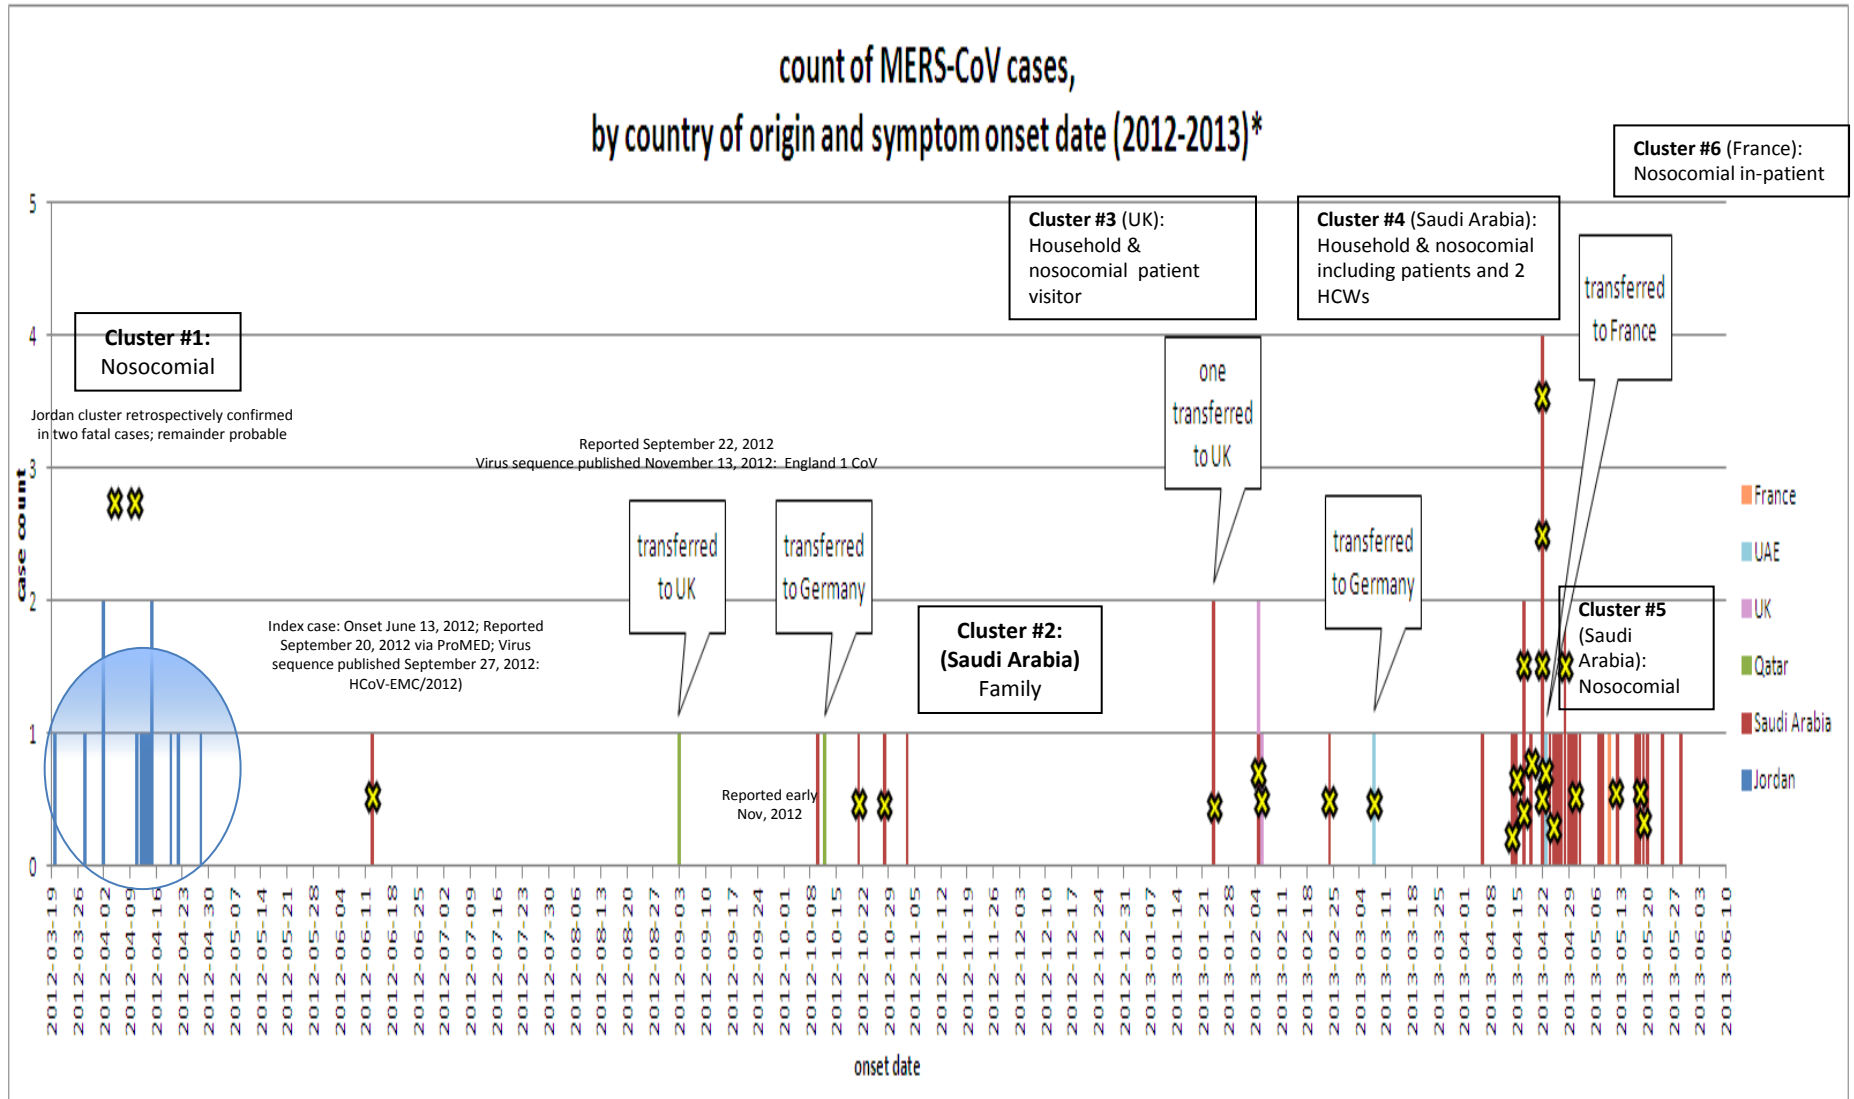 count of MERS-CoV cases,
by country of origin and symptom onset date (2012-2013)*
Cluster #6 (France):
Nosocomial in-patient
Cluster #3 (UK):
Household &
nosocomial patient
visitor
Cluster #4 (Saudi Arabia):
Household & nosocomial
including patients and 2
HCWs
transferred
to France
Cluster #1:
Nosocomial
one
transferred
to UK
Jordan cluster retrospectively confirmed
in two fatal cases; remainder probable
Reported September 22, 2012
Virus sequence published November 13, 2012: England 1 CoV
transferred
to UK
transferred
to Germany
transferred
to Germany
Index case: Onset June 13, 2012; Reported
September 20, 2012 via ProMED; Virus
sequence published September 27, 2012:
HCoV-EMC/2012)
Cluster #2:
(Saudi Arabia)
Family
Cluster #5
(Saudi
Arabia):
Nosocomial
Reported early
Nov, 2012
case count
5
4
3
2
1
0
France
UAE
UK
Qatar
Saudi Arabia
Jordan
2012-03-19
2012-03-26
2012-04-02
2012-04-09
2012-04-16
2012-04-23
2012-04-30
2012-05-07
2012-05-14
2012-05-21
2012-05-28
2012-06-04
2012-06-11
2012-06-18
2012-06-25
2012-07-02
2012-07-09
2012-07-16
2012-07-23
2012-07-30
2012-08-06
2012-08-13
2012-08-20
2012-08-27
2012-09-03
2012-09-10
2012-09-17
2012-09-24
2012-10-01
2012-10-08
2012-10-15
2012-10-22
2012-10-29
2012-11-05
2012-11-12
2012-11-19
2012-11-26
2012-12-03
2012-12-10
2012-12-17
2012-12-24
2012-12-31
2013-01-07
2013-01-14
2013-01-21
2013-01-28
2013-02-04
2013-02-11
2013-02-18
2013-02-25
2013-03-04
2013-03-11
2013-03-18
2013-03-25
2013-04-01
2013-04-08
2013-04-15
2013-04-22
2013-04-29
2013-05-06
2013-05-13
2013-05-20
2013-05-27
2013-06-03
2013-06-10
onset date